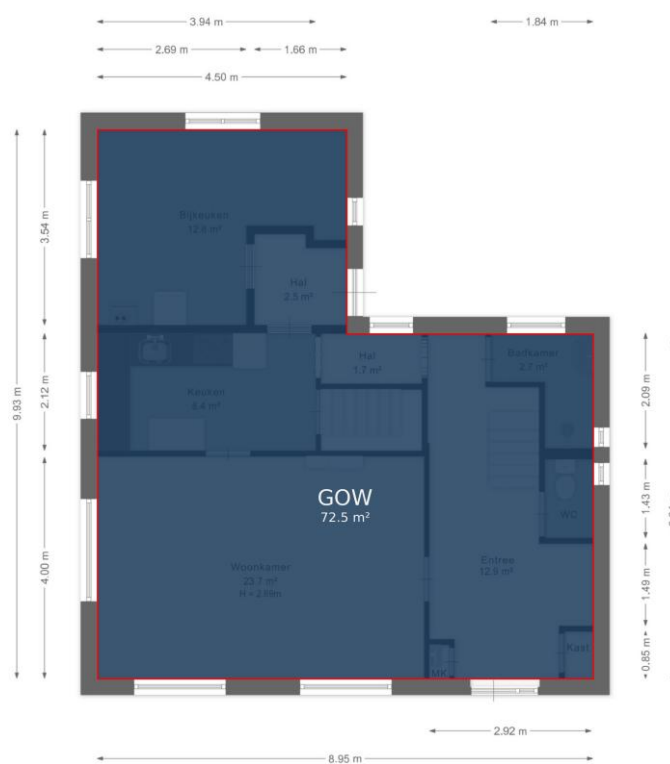 3.94 m
1.84 m
2.69 m
1.66 m
4.50 m
Bijkeuken
12.6 m²
3.54 m
Hal
2.5 m²
Hal
1.7 m²
Badkamer
2.7 m²
9.93 m
2.12 m
2.09 m
Keuken
8.4 m²
GOW
72.5 m²
WC
1.43 m
Woonkamer
23.7 m²
H = 2.69m
Entree
12.9 m²
4.00 m
1.49 m
Kast
0.85 m
MK
2.92 m
8.95 m